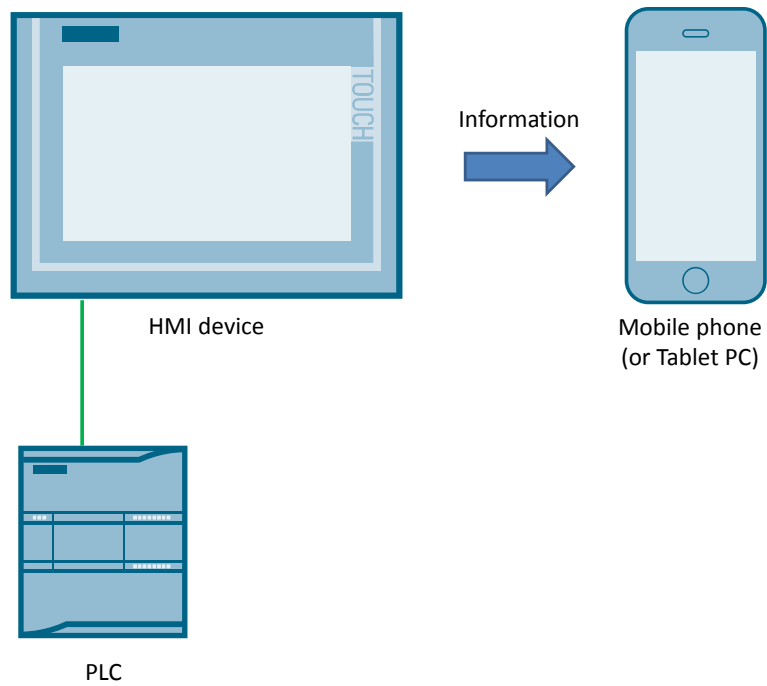 TOUCH
Information
HMI device
Mobile phone
(or Tablet PC)
PLC